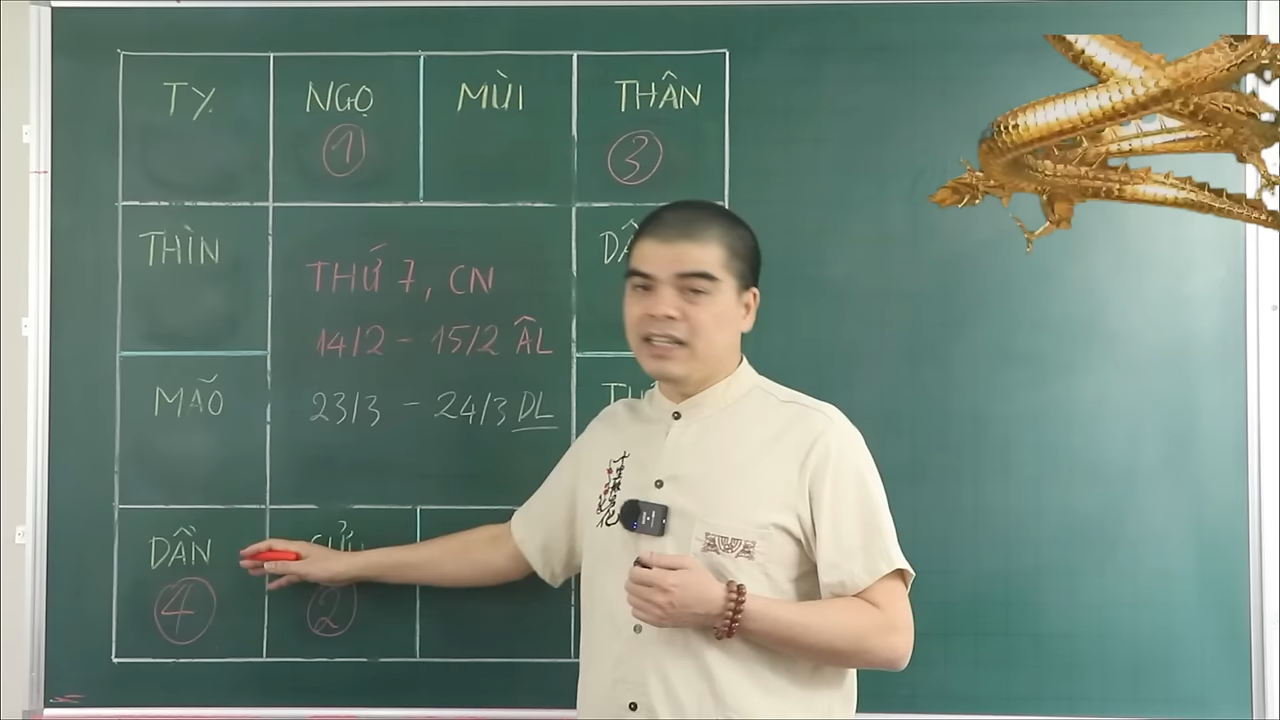 TỴ NGỌ MÙI THÂN
1 3
THÌN
THỨ 7, CN
14/2 - 15/2 ÂL
MÃO
23/3 - 24/3 DL
DẦN SỬU
4 2